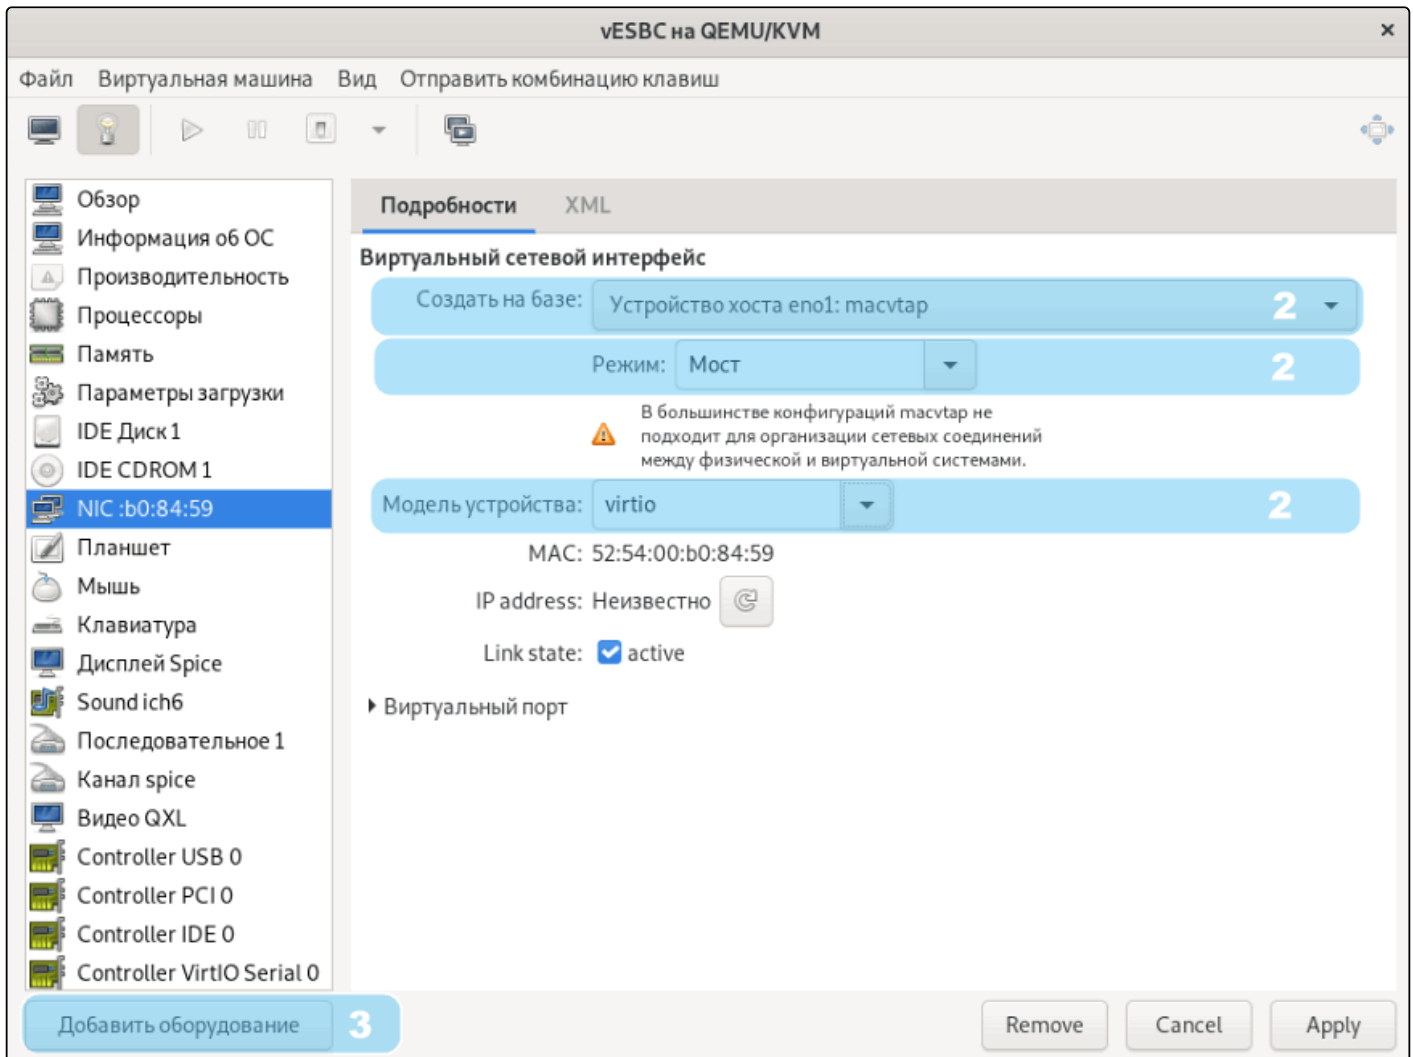 vESBC на QEMU/KVM
Файл Виртуальная машина Вид Отправить комбинацию клавиш
Обзор
Информация об ОС
Производительность
Процессоры
Память
Параметры загрузки
IDE Диск 1
IDE CDROM 1
NIC :b0:84:59
Планшет
Мышь
Клавиатура
Дисплей Spice
Sound ich6
Последовательное 1
Канал spice
Видео QXL
Controller USB 0
Controller PCI 0
Controller IDE 0
Controller VirtIO Serial 0
Добавить оборудование 3
Подробности XML
Виртуальный сетевой интерфейс
Создать на базе: Устройство хоста eno1: macvtap 2
Режим: Мост 2
В большинстве конфигураций macvtap не
подходит для организации сетевых соединений
между физической и виртуальной системами.
Модель устройства: virtio 2
MAC: 52:54:00:b0:84:59
IP address: Неизвестно
Link state: active
Виртуальный порт
Remove Cancel Apply